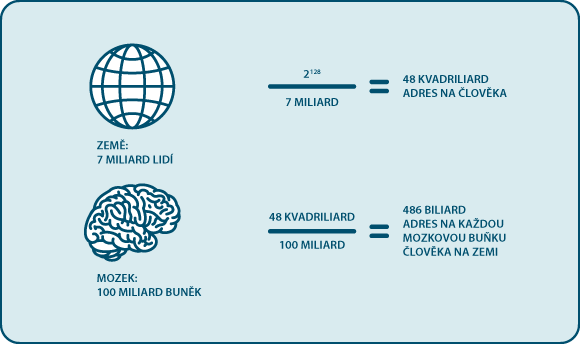 ZEMĚ:
7 MILIARD LIDÍ
2¹²⁸
7 MILIARD
=
48 KVADRILIARD
ADRES NA ČLOVĚKA
MOZEK:
100 MILIARD BUNĚK
48 KVADRILIARD
100 MILIARD
=
486 BILIARD
ADRES NA KAŽDOU
MOZKOVOU BUŇKU
ČLOVĚKA NA ZEMI